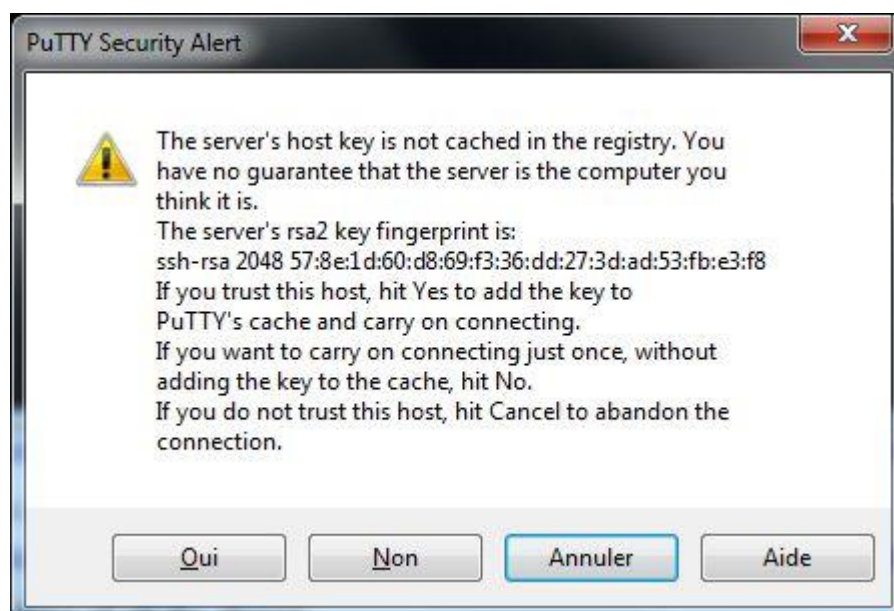 PuTTY Security Alert
The server's host key is not cached in the registry. You
have no guarantee that the server is the computer you
think it is.
The server's rsa2 key fingerprint is:
ssh-rsa 2048 57:8e:1d:60:d8:69:f3:36:dd:27:3d:ad:53:fb:e3:f8
If you trust this host, hit Yes to add the key to
PuTTY's cache and carry on connecting.
If you want to carry on connecting just once, without
adding the key to the cache, hit No.
If you do not trust this host, hit Cancel to abandon the
connection.
Oui Non Annuler Aide